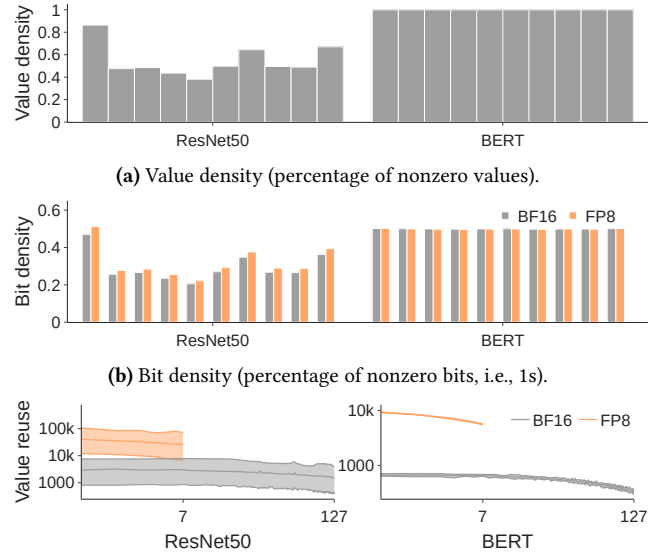 Value density
1
0.8
0.6
0.4
0.2
0
ResNet50 BERT
(a) Value density (percentage of nonzero values).
Bit density
0.6
0.4
0.2
0
BF16 FP8
ResNet50 BERT
(b) Bit density (percentage of nonzero bits, i.e., 1s).
Value reuse
100k
10k
1000
7 127
ResNet50
10k
1000
BF16 FP8
7 127
BERT